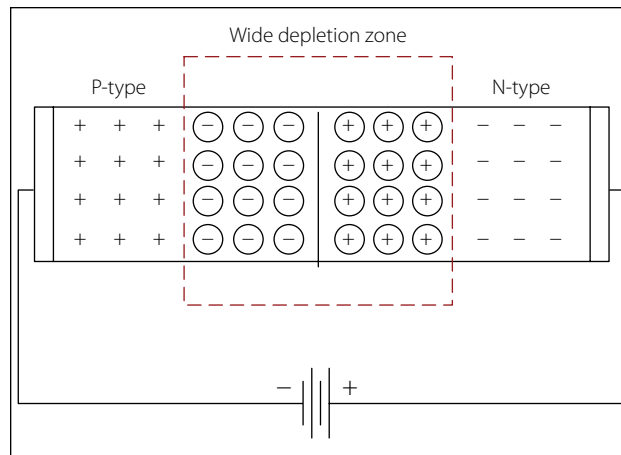 Wide depletion zone
P-type N-type
+ + + − − − + + + − − −
+ + + − − − + + + − − −
+ + + − − − + + + − − −
+ + + − − − + + + − − −
− +